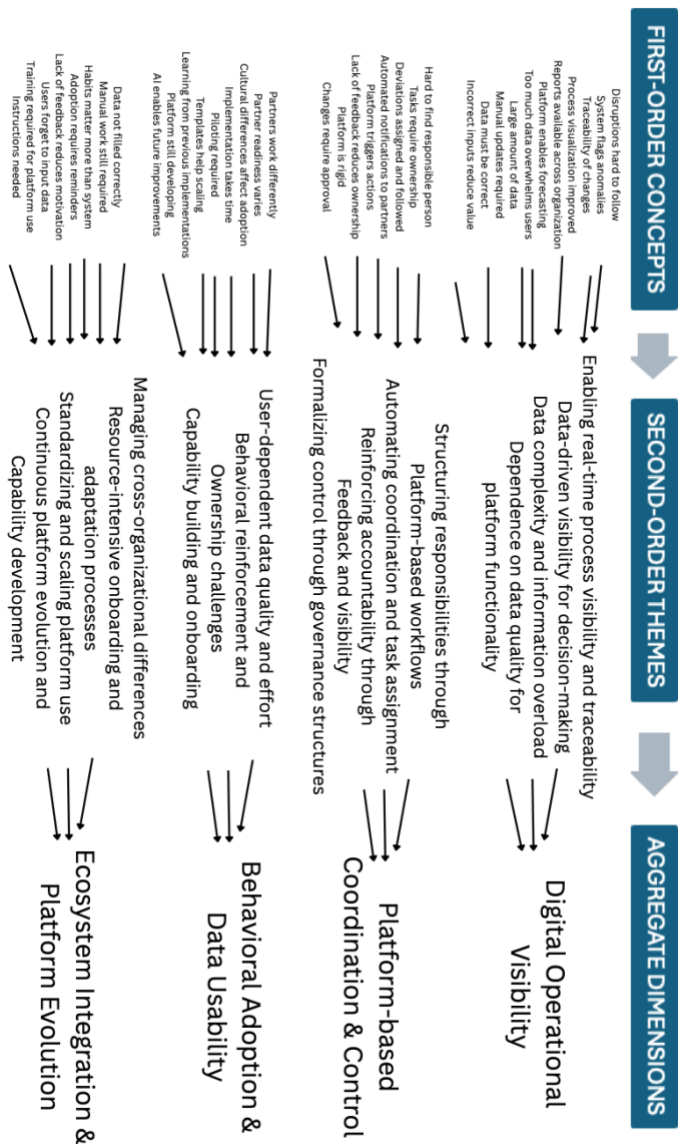 FIRST-ORDER CONCEPTS
SECOND-ORDER THEMES
AGGREGATE DIMENSIONS
Disruptions hard to follow
System flags anomalies
Traceability of changes
Process visualization improved
Reports available across organization
Platform enables forecasting
Too much data overwhelms users
Large amount of data
Manual updates required
Data must be correct
Incorrect inputs reduce value
Enabling real-time process visibility and traceability
Data-driven visibility for decision-making
Data complexity and information overload
Dependence on data quality for
platform functionality
Digital Operational
Visibility
Hard to find responsible person
Tasks require ownership
Deviations assigned and followed
Automated notifications to partners
Platform triggers actions
Lack of feedback reduces ownership
Platform is rigid
Changes require approval
Structuring responsibilities through
Platform-based workflows
Automating coordination and task assignment
Reinforcing accountability through
Feedback and visibility
Formalizing control through governance structures
Platform-based
Coordination & Control
Partners work differently
Partner readiness varies
Cultural differences affect adoption
Implementation takes time
Piloting required
Templates help scaling
Learning from previous implementations
Platform still developing
AI enables future improvements
User-dependent data quality and effort
Behavioral reinforcement and
Ownership challenges
Capability building and onboarding
Behavioral Adoption &
Data Usability
Data not filled correctly
Manual work still required
Habits matter more than system
Adoption requires reminders
Lack of feedback reduces motivation
Users forget to input data
Training required for platform use
Instructions needed
Managing cross-organizational differences
Resource-intensive onboarding and
adaptation processes
Standardizing and scaling platform use
Continuous platform evolution and
Capability development
Ecosystem Integration &
Platform Evolution